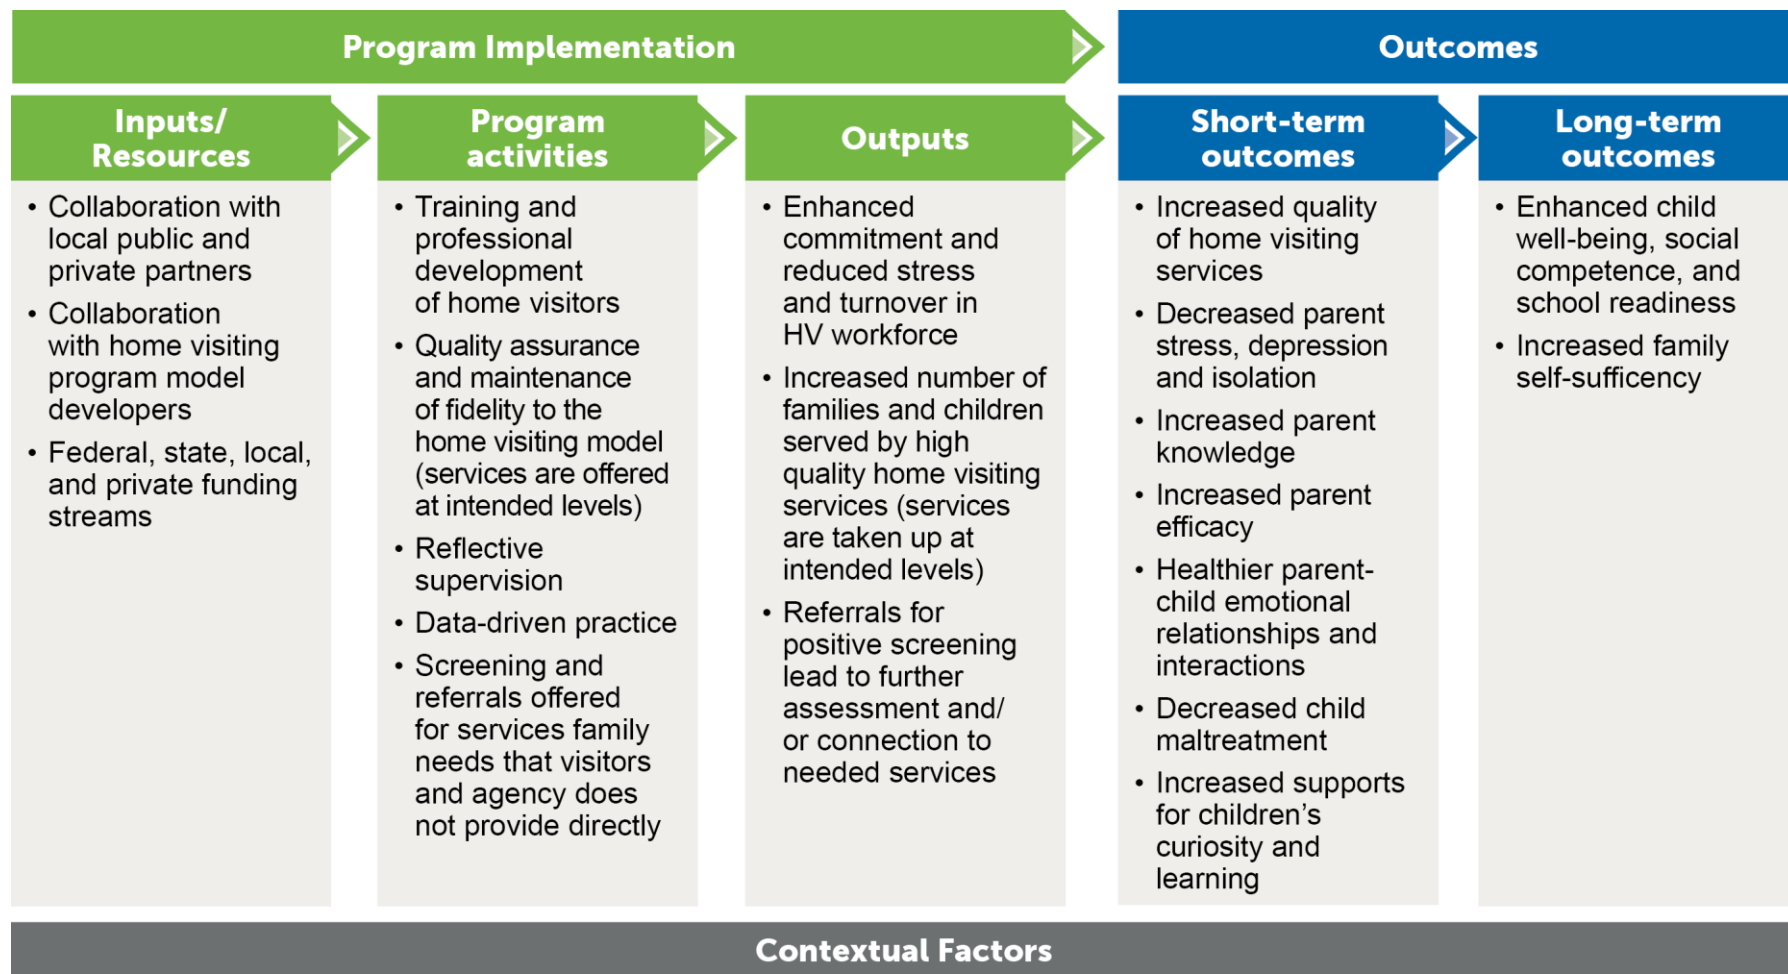 Program Implementation
Outcomes
Inputs/
Resources
• Collaboration with
local public and
private partners
• Collaboration
with home visiting
program model
developers
• Federal, state, local,
and private funding
streams
Program
activities
• Training and
professional
development
of home visitors
• Quality assurance
and maintenance
of fidelity to the
home visiting model
(services are offered
at intended levels)
• Reflective
supervision
• Data-driven practice
• Screening and
referrals offered
for services family
needs that visitors
and agency does
not provide directly
Outputs
• Enhanced
commitment and
reduced stress
and turnover in
HV workforce
• Increased number of
families and children
served by high
quality home visiting
services (services
are taken up at
intended levels)
• Referrals for
positive screening
lead to further
assessment and/
or connection to
needed services
Short-term
outcomes
• Increased quality
of home visiting
services
• Decreased parent
stress, depression
and isolation
• Increased parent
knowledge
• Increased parent
efficacy
• Healthier parent-
child emotional
relationships and
interactions
• Decreased child
maltreatment
• Increased supports
for children’s
curiosity and
learning
Long-term
outcomes
• Enhanced child
well-being, social
competence, and
school readiness
• Increased family
self-sufficency
Contextual Factors